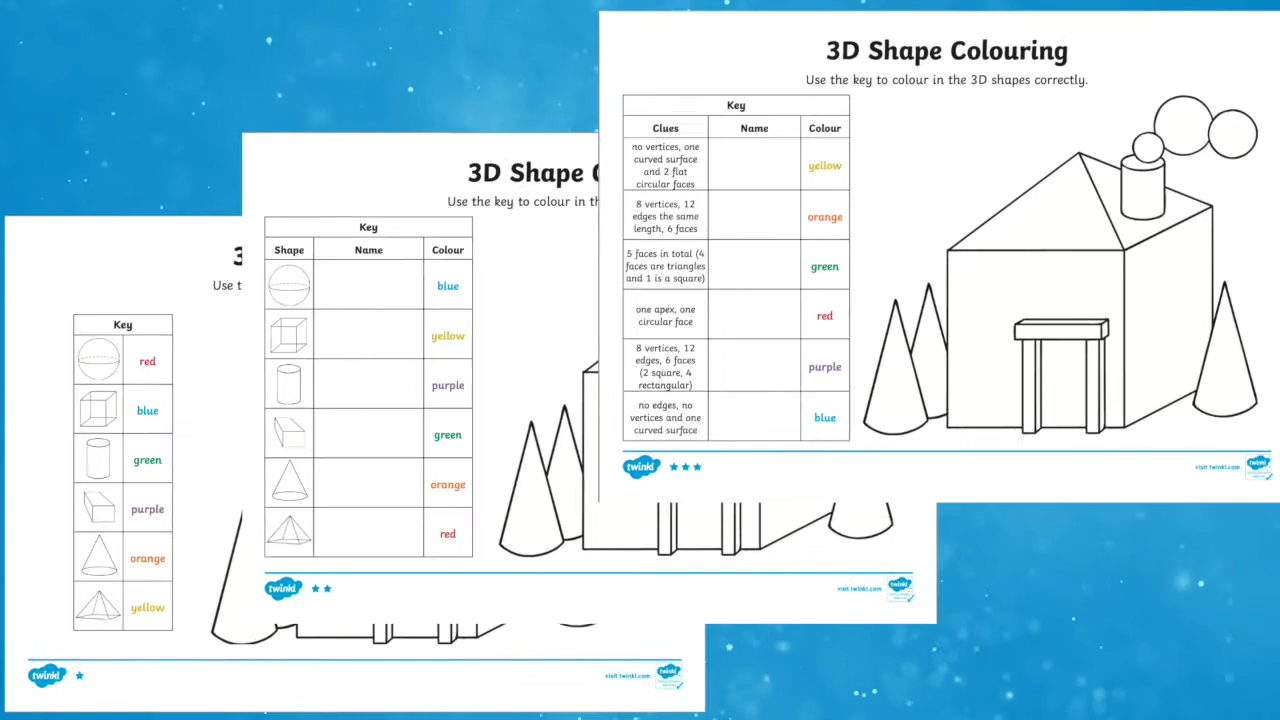 3D Shape Colouring
Use the key to colour in the 3D shapes correctly.
Key
Clues Name Colour
no vertices, one
curved surface
and 2 flat
circular faces
yellow
8 vertices, 12
edges the same
length, 6 faces
orange
5 faces in total (4
faces are triangles
and 1 is a square)
green
one apex, one
circular face
red
8 vertices, 12
edges, 6 faces
(2 square, 4
rectangular)
purple
no edges, no
vertices and one
curved surface
blue
twinkl
visit twinkl.com
twinkl
3D Shape
Use the key to colour in th
Key
Shape Name Colour
blue
yellow
purple
green
orange
red
twinkl
visit twinkl.com
twinkl
3
Use t
Key
red
blue
green
purple
orange
yellow
twinkl
visit twinkl.com
twinkl